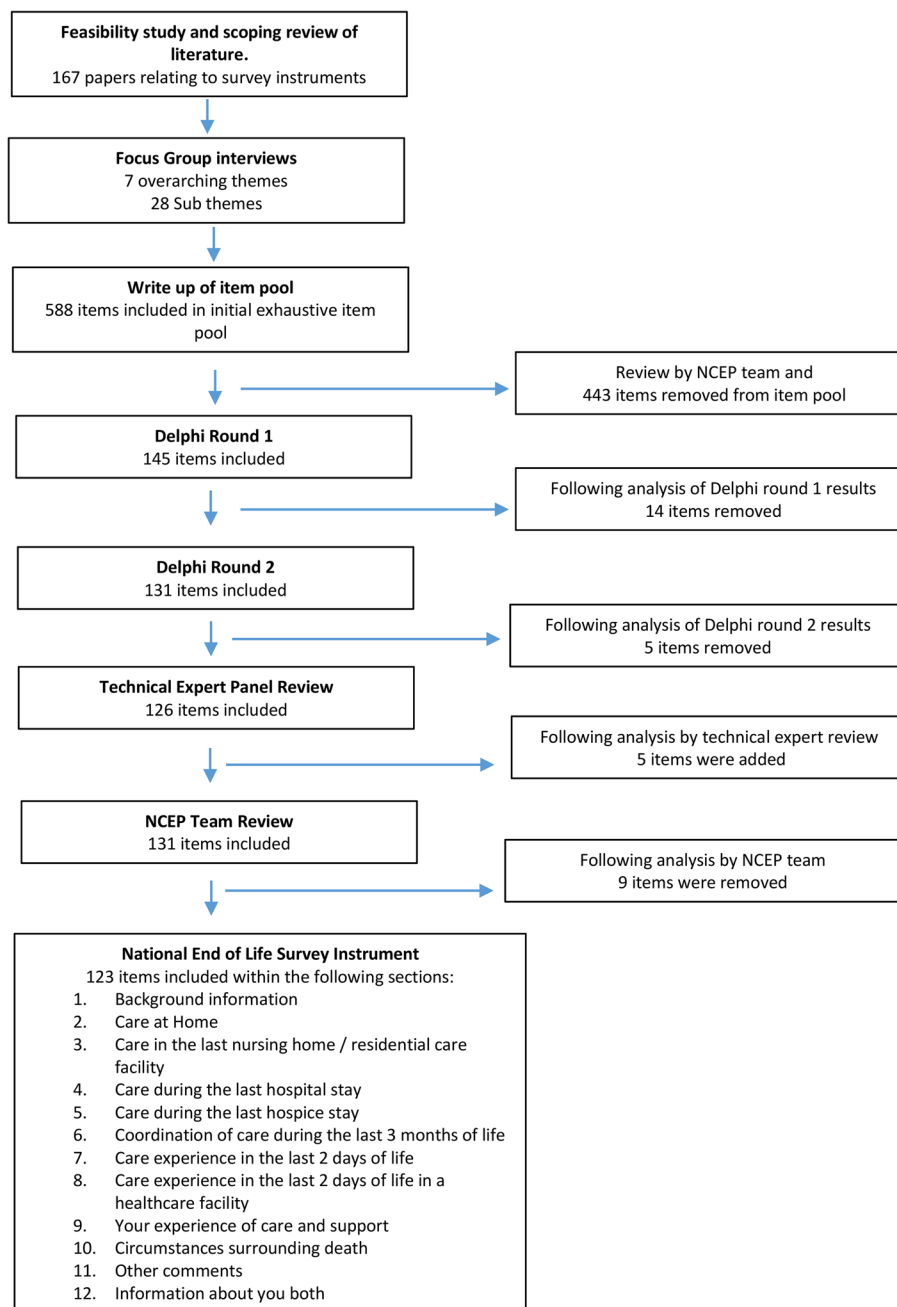 Feasibility study and scoping review of
literature.
167 papers relating to survey instruments
Focus Group interviews
7 overarching themes
28 Sub themes
Write up of item pool
588 items included in initial exhaustive item
pool
Review by NCEP team and
443 items removed from item pool
Delphi Round 1
145 items included
Following analysis of Delphi round 1 results
14 items removed
Delphi Round 2
131 items included
Following analysis of Delphi round 2 results
5 items removed
Technical Expert Panel Review
126 items included
Following analysis by technical expert review
5 items were added
NCEP Team Review
131 items included
Following analysis by NCEP team
9 items were removed
National End of Life Survey Instrument
123 items included within the following sections:
1. Background information
2. Care at Home
3. Care in the last nursing home / residential care
facility
4. Care during the last hospital stay
5. Care during the last hospice stay
6. Coordination of care during the last 3 months of life
7. Care experience in the last 2 days of life
8. Care experience in the last 2 days of life in a
healthcare facility
9. Your experience of care and support
10. Circumstances surrounding death
11. Other comments
12. Information about you both